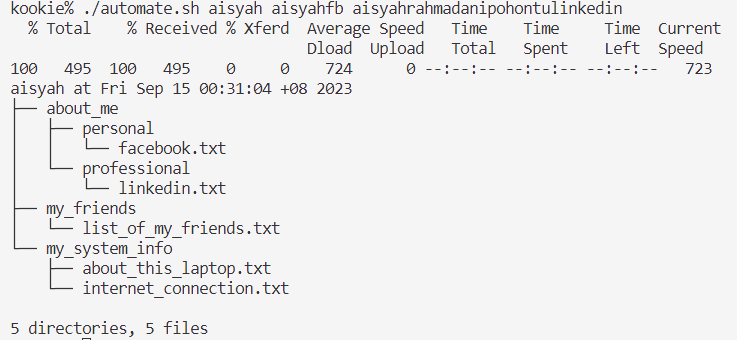 kookie% ./automate.sh aisyah aisyahfb aisyahrahmadanipohontulinkedin
  % Total    % Received % Xferd  Average Speed   Time    Time     Time  Current
                                 Dload  Upload   Total   Spent    Left  Speed
100   495  100   495    0     0    724      0 --:--:-- --:--:-- --:--:--   723
aisyah at Fri Sep 15 00:31:04 +08 2023
├── about_me
│   ├── personal
│   │   └── facebook.txt
│   └── professional
│       └── linkedin.txt
├── my_friends
│   └── list_of_my_friends.txt
└── my_system_info
    ├── about_this_laptop.txt
    └── internet_connection.txt

5 directories, 5 files